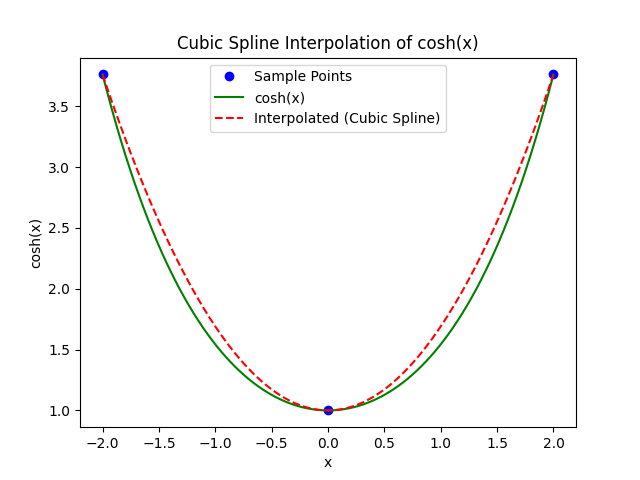 Cubic Spline Interpolation of cosh(x)
Sample Points
cosh(x)
Interpolated (Cubic Spline)
cosh(x)
3.5
3.0
2.5
2.0
1.5
1.0
−2.0 −1.5 −1.0 −0.5 0.0 0.5 1.0 1.5 2.0
x